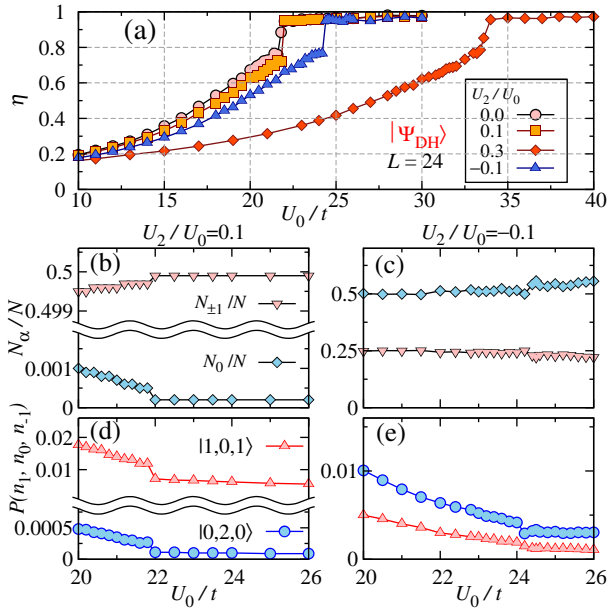 (a)
η
1
0.8
0.6
0.4
0.2
0
10 15 20 25 30 35 40
U0 / t
|ΨDH⟩
L = 24
U2 / U0
0.0
0.1
0.3
−0.1
U2 / U0=0.1
U2 / U0=−0.1
(b)
Nα / N
0.5
0.499
0.001
0
N±1 / N
N0 / N
(c)
0.5
0.25
0
(d)
P(n1, n0, n-1)
0.02
0.01
0.0005
0
|1,0,1⟩
|0,2,0⟩
20 22 24 26
U0 / t
(e)
0.01
0
20 22 24 26
U0 / t